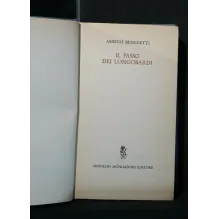 ARRIGO BENEDETTI
IL PASSO
DEI LONGOBARDI
ARNOLDO MONDADORI EDITORE